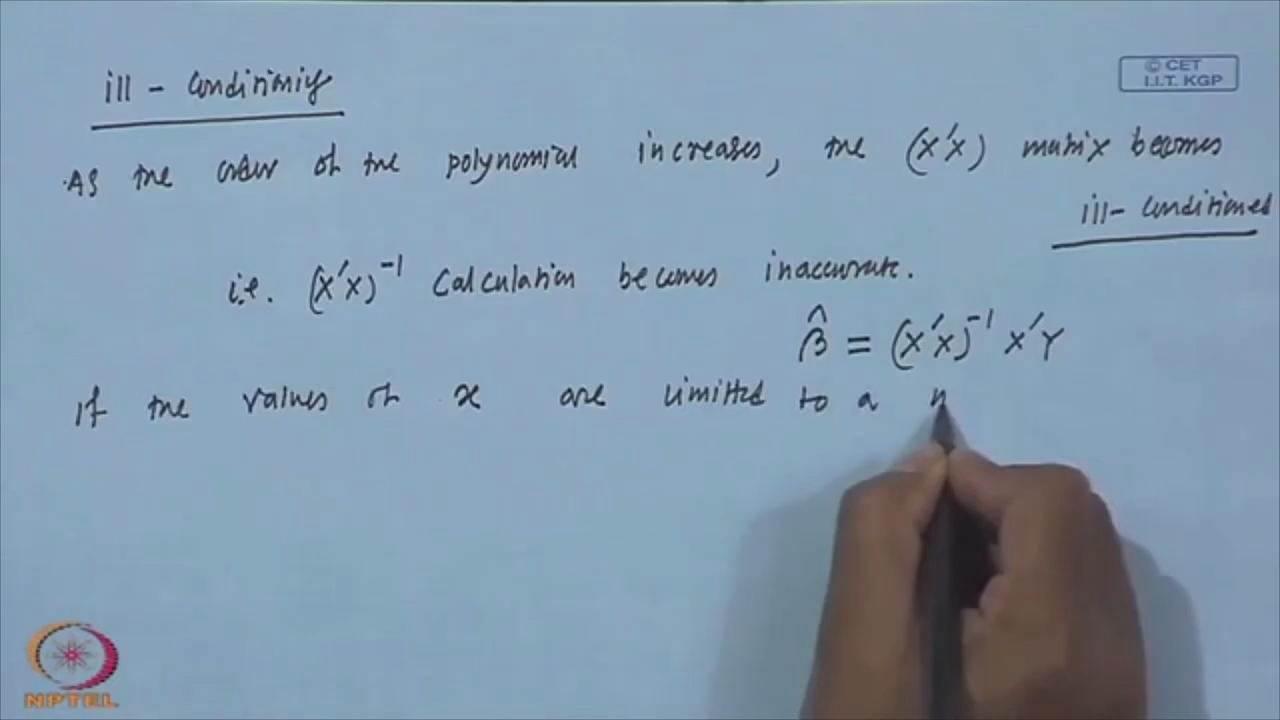 ill - Conditioning
© CET
I.I.T. KGP
As the order of the polynomial increases, the (X'X) matrix becomes
ill - Conditioned
i.e. (X'X)⁻¹ Calculation becomes inaccurate.
β̂ = (X'X)⁻¹ X'Y
If the values of x are limitted to a n
NPTEL